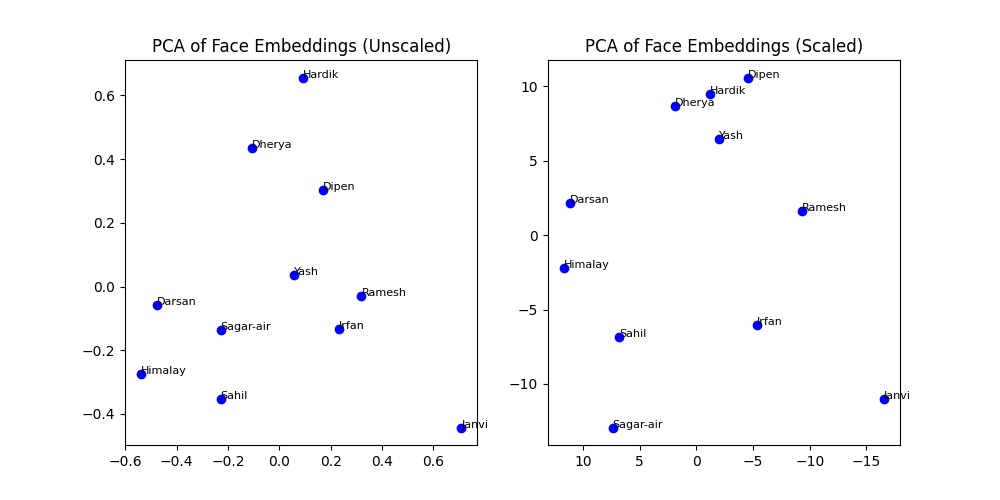 PCA of Face Embeddings (Unscaled)
Hardik
0.6
Dherya
0.4
Dipen
0.2
Yash
0.0
Ramesh
Darsan
Sagar-air
Irfan
−0.2
Himalay
Sahil
−0.4
Janvi
−0.6 −0.4 −0.2 0.0 0.2 0.4 0.6
PCA of Face Embeddings (Scaled)
Dipen
10
Hardik
Dherya
Yash
5
Darsan
Ramesh
0
Himalay
−5
Irfan
Sahil
−10
Janvi
Sagar-air
10 5 0 −5 −10 −15